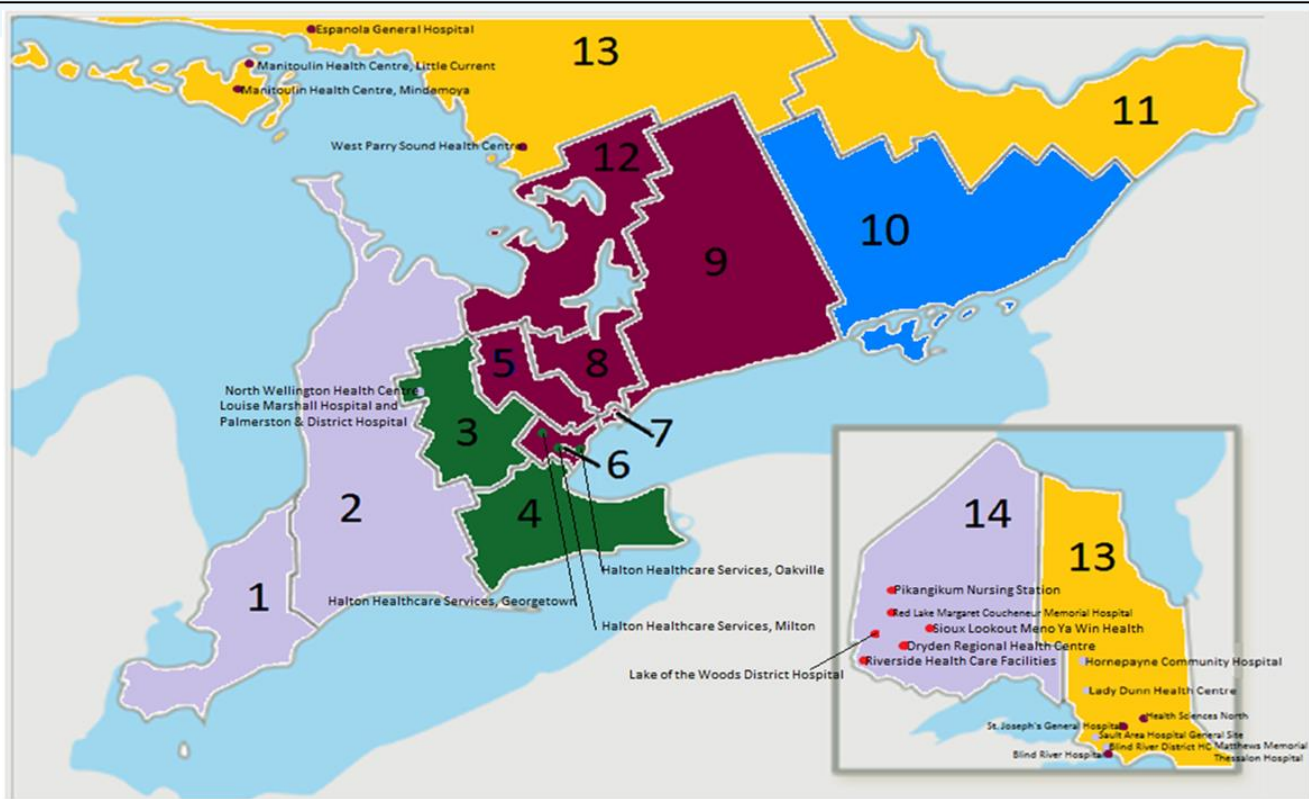 Espanola General Hospital
13
Manitoulin Health Centre, Little Current
Manitoulin Health Centre, Mindemoya
11
West Parry Sound Health Centre
12
10
9
5
8
North Wellington Health Centre
Louise Marshall Hospital and
Palmerston & District Hospital
3
7
6
2
4
1
Halton Healthcare Services, Oakville
Halton Healthcare Services, Georgetown
Halton Healthcare Services, Milton
14
13
Pikangikum Nursing Station
Red Lake Margaret Coucheneur Memorial Hospital
Sioux Lookout Meno Ya Win Health
Dryden Regional Health Centre
Riverside Health Care Facilities
Lake of the Woods District Hospital
Hornepayne Community Hospital
Lady Dunn Health Centre
Health Sciences North
St. Joseph's General Hospital
Sault Area Hospital General Site
Blind River District HC
Matthews Memorial
Thessalon Hospital
Blind River Hospital